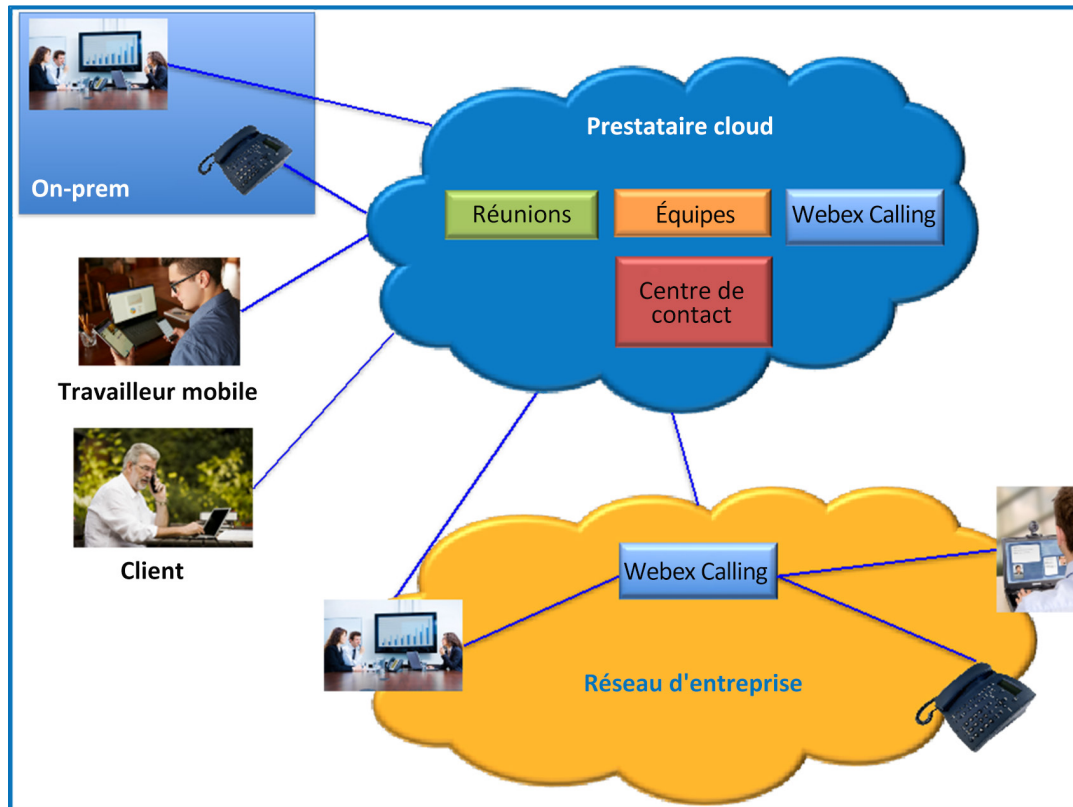 Prestataire cloud
On-prem
Réunions
Équipes
Webex Calling
Centre de
contact
Travailleur mobile
Client
Webex Calling
Réseau d'entreprise